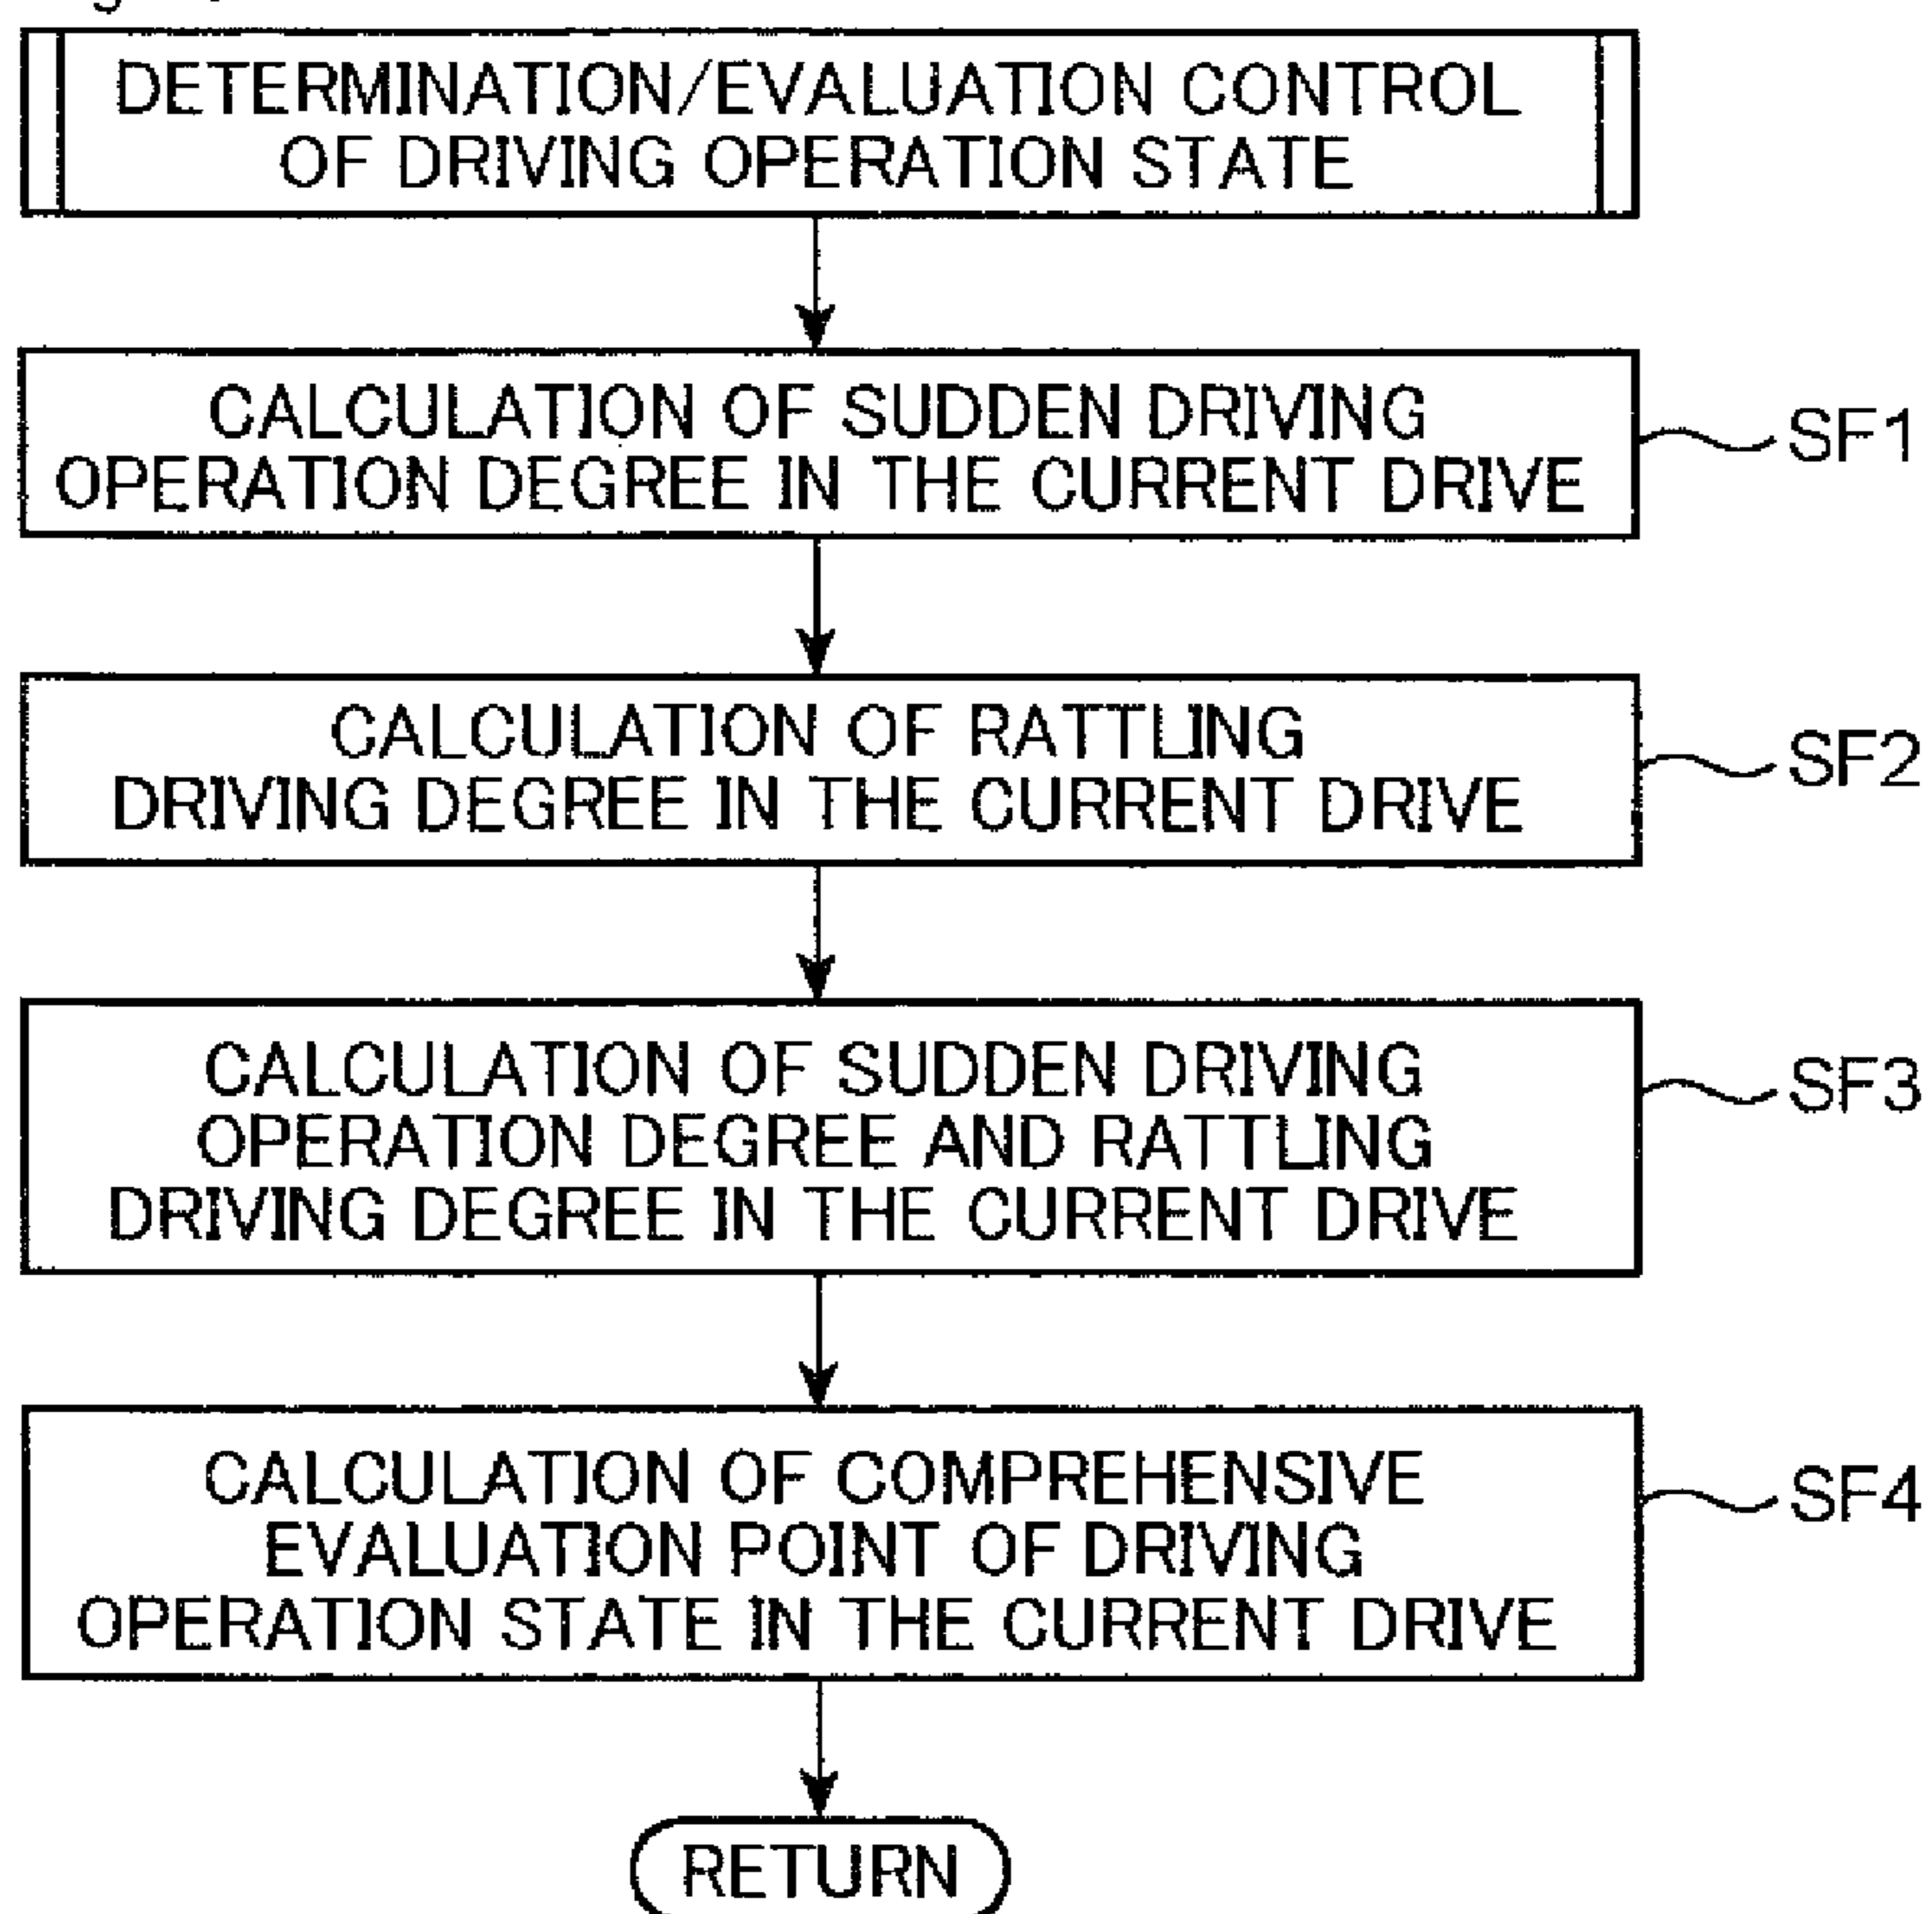 DETERMINATION/EVALUATION CONTROL
OF DRIVING OPERATION STATE
CALCULATION OF SUDDEN DRIVING
OPERATION DEGREE IN THE CURRENT DRIVE
SF1
CALCULATION OF RATTLING
DRIVING DEGREE IN THE CURRENT DRIVE
SF2
CALCULATION OF SUDDEN DRIVING
OPERATION DEGREE AND RATTLING
DRIVING DEGREE IN THE CURRENT DRIVE
SF3
CALCULATION OF COMPREHENSIVE
EVALUATION POINT OF DRIVING
OPERATION STATE IN THE CURRENT DRIVE
SF4
RETURN